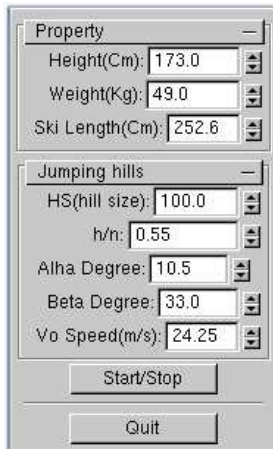 Property
Height(Cm): 173.0
Weight(Kg): 49.0
Ski Length(Cm): 252.6
Jumping hills
HS(hill size): 100.0
h/n: 0.55
Alha Degree: 10.5
Beta Degree: 33.0
Vo Speed(m/s): 24.25
Start/Stop
Quit